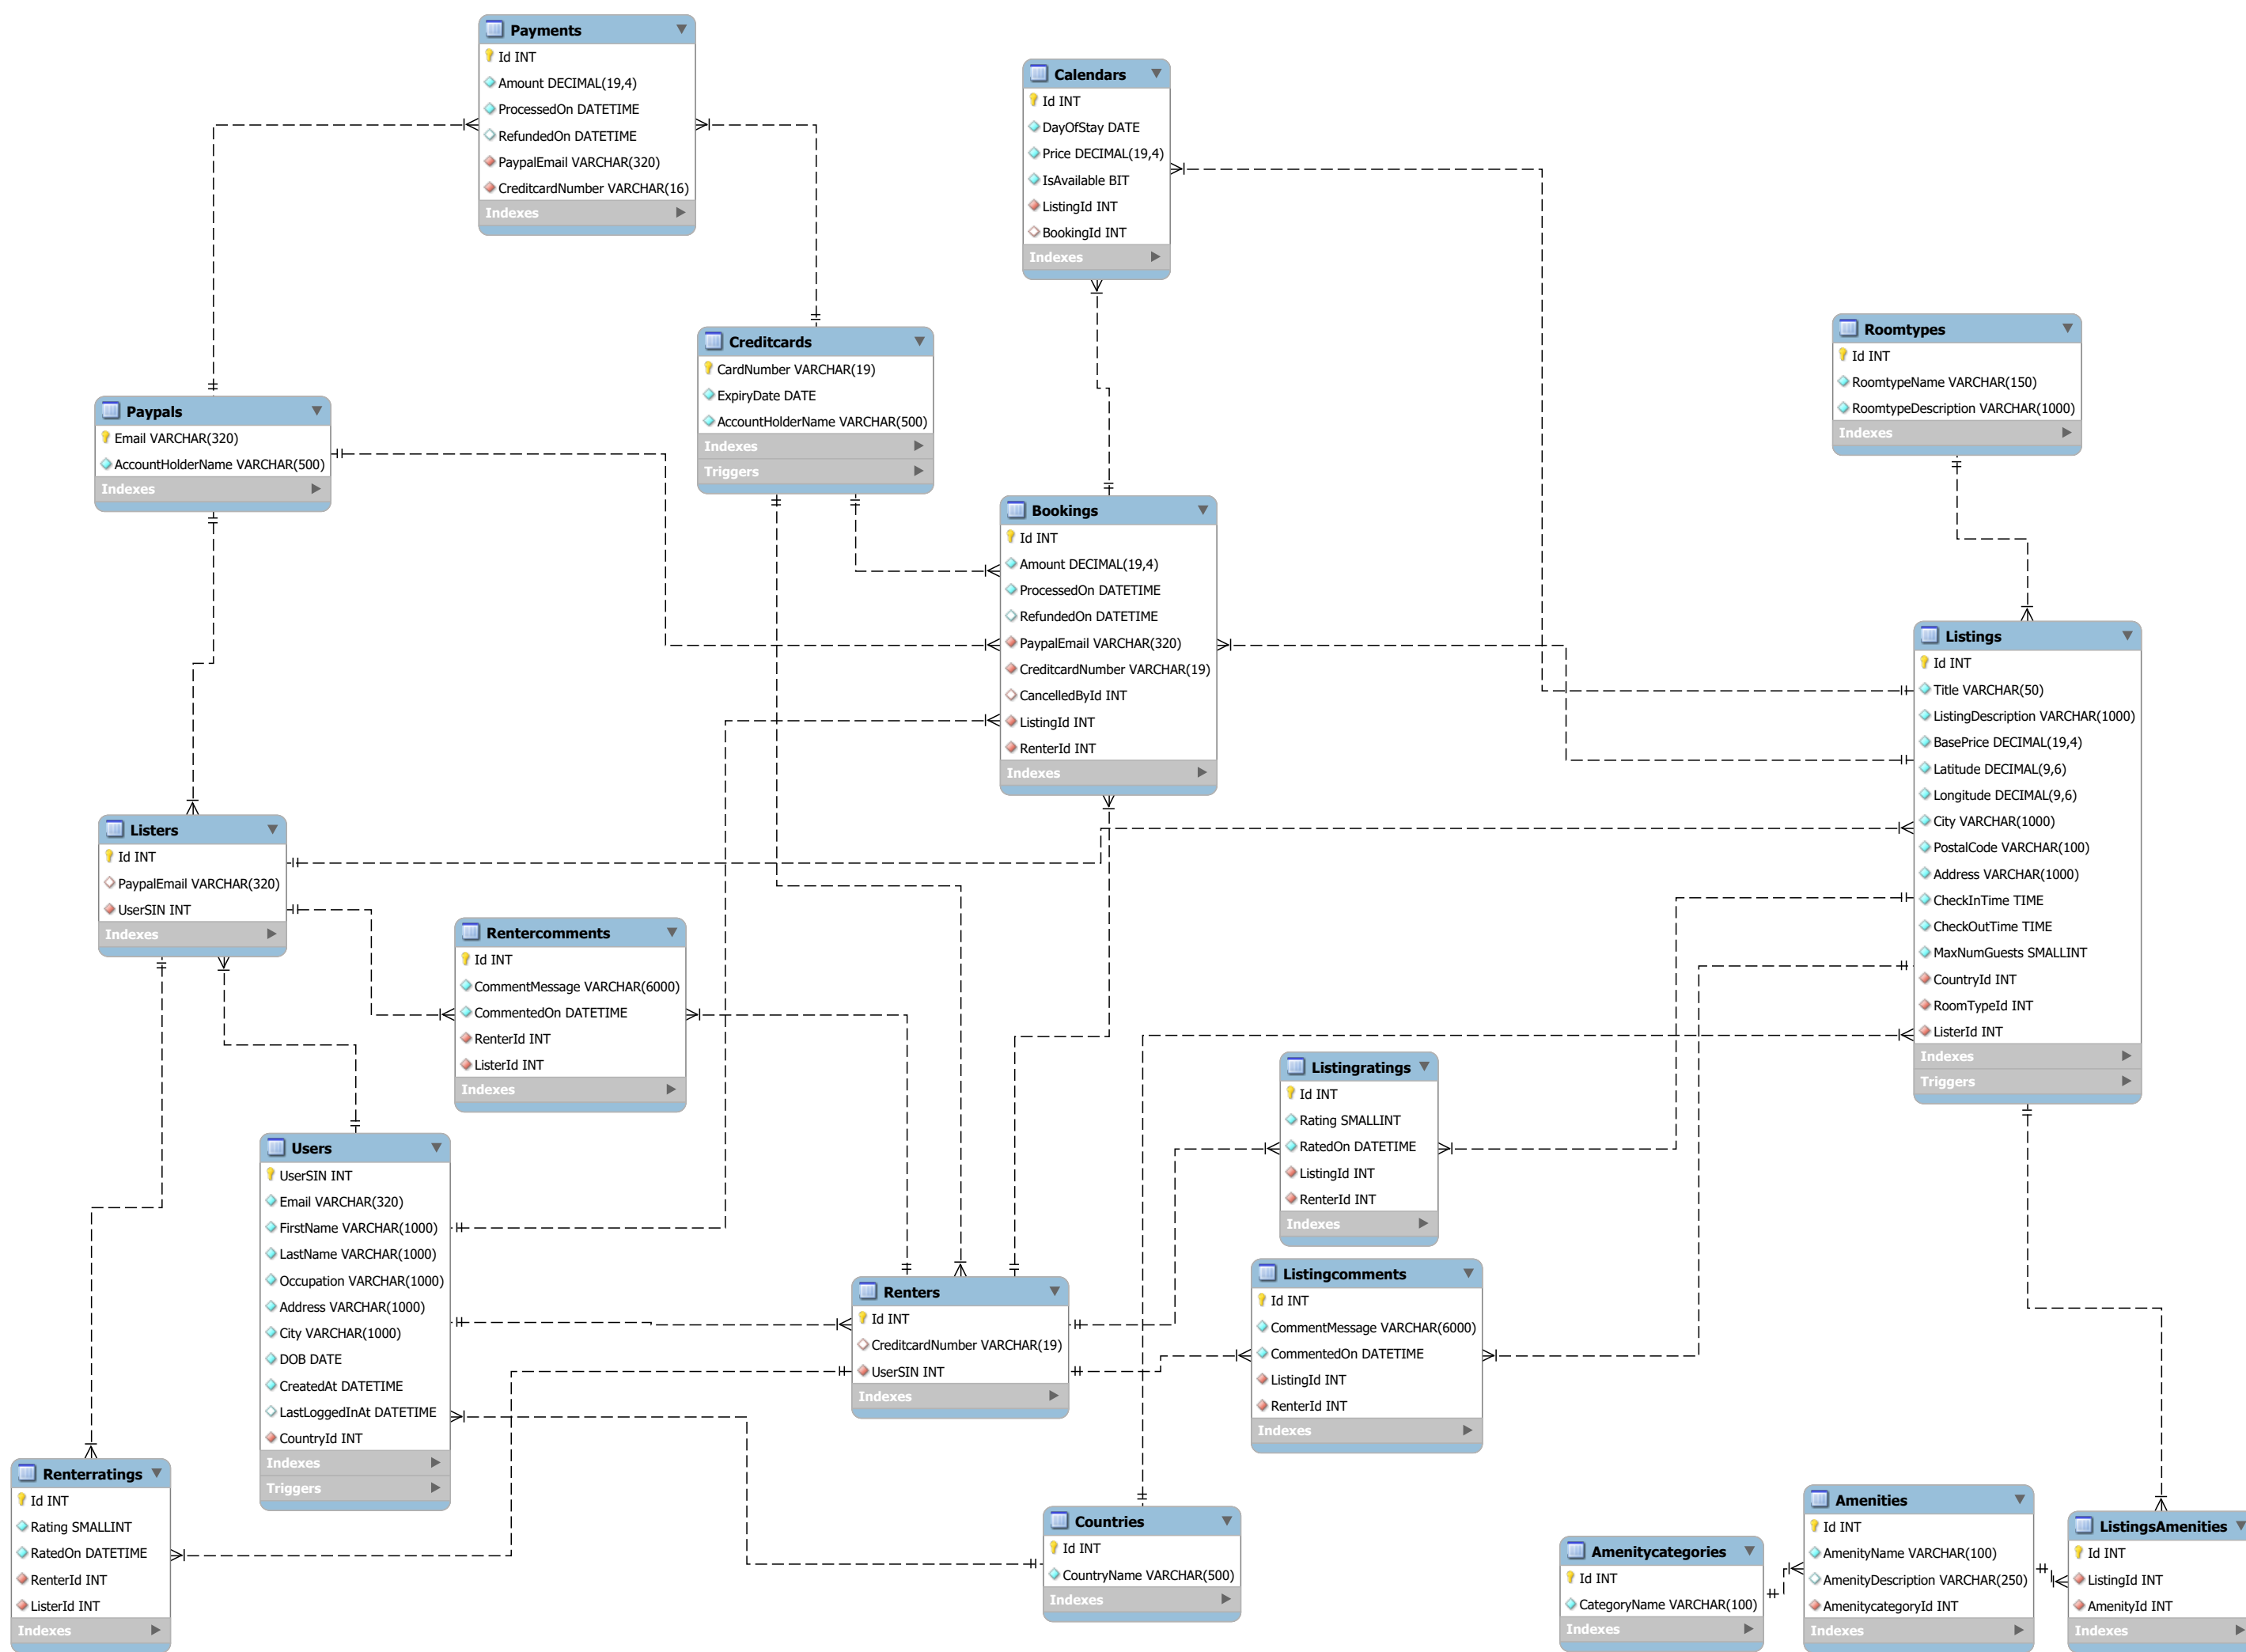 Payments
Id INT
Amount DECIMAL(19,4)
ProcessedOn DATETIME
RefundedOn DATETIME
PaypalEmail VARCHAR(320)
CreditcardNumber VARCHAR(16)
Indexes
Calendars
Id INT
DayOfStay DATE
Price DECIMAL(19,4)
IsAvailable BIT
ListingId INT
BookingId INT
Indexes
Roomtypes
Id INT
RoomtypeName VARCHAR(150)
RoomtypeDescription VARCHAR(1000)
Indexes
Creditcards
CardNumber VARCHAR(19)
ExpiryDate DATE
AccountHolderName VARCHAR(500)
Indexes
Triggers
Paypals
Email VARCHAR(320)
AccountHolderName VARCHAR(500)
Indexes
Bookings
Id INT
Amount DECIMAL(19,4)
ProcessedOn DATETIME
RefundedOn DATETIME
PaypalEmail VARCHAR(320)
CreditcardNumber VARCHAR(19)
CancelledById INT
ListingId INT
RenterId INT
Indexes
Listings
Id INT
Title VARCHAR(50)
ListingDescription VARCHAR(1000)
BasePrice DECIMAL(19,4)
Latitude DECIMAL(9,6)
Longitude DECIMAL(9,6)
City VARCHAR(1000)
PostalCode VARCHAR(100)
Address VARCHAR(1000)
CheckInTime TIME
CheckOutTime TIME
MaxNumGuests SMALLINT
CountryId INT
RoomTypeId INT
ListerId INT
Indexes
Triggers
Listers
Id INT
PaypalEmail VARCHAR(320)
UserSIN INT
Indexes
Rentercomments
Id INT
CommentMessage VARCHAR(6000)
CommentedOn DATETIME
RenterId INT
ListerId INT
Indexes
Listingratings
Id INT
Rating SMALLINT
RatedOn DATETIME
ListingId INT
RenterId INT
Indexes
Users
UserSIN INT
Email VARCHAR(320)
FirstName VARCHAR(1000)
LastName VARCHAR(1000)
Occupation VARCHAR(1000)
Address VARCHAR(1000)
City VARCHAR(1000)
DOB DATE
CreatedAt DATETIME
LastLoggedInAt DATETIME
CountryId INT
Indexes
Triggers
Renters
Id INT
CreditcardNumber VARCHAR(19)
UserSIN INT
Indexes
Listingcomments
Id INT
CommentMessage VARCHAR(6000)
CommentedOn DATETIME
ListingId INT
RenterId INT
Indexes
Renterratings
Id INT
Rating SMALLINT
RatedOn DATETIME
RenterId INT
ListerId INT
Indexes
Countries
Id INT
CountryName VARCHAR(500)
Indexes
Amenitycategories
Id INT
CategoryName VARCHAR(100)
Indexes
Amenities
Id INT
AmenityName VARCHAR(100)
AmenityDescription VARCHAR(250)
AmenitycategoryId INT
Indexes
ListingsAmenities
Id INT
ListingId INT
AmenityId INT
Indexes